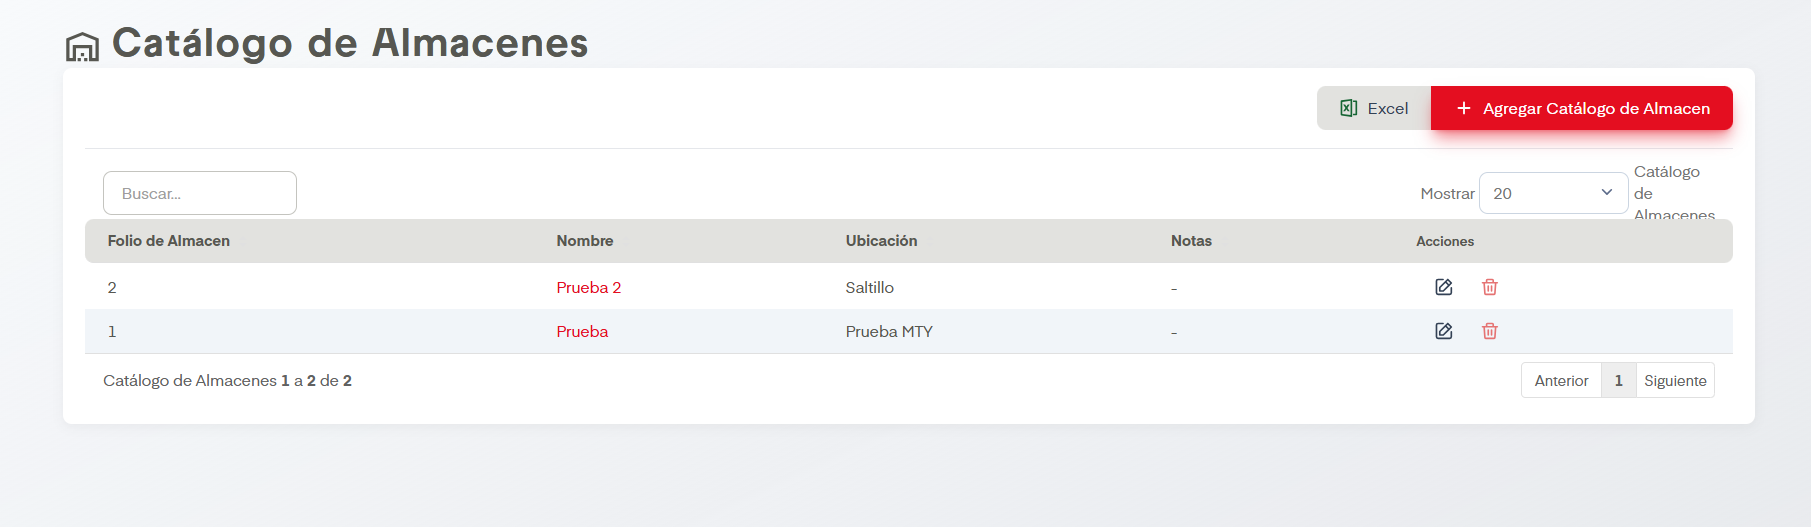 Catálogo de Almacenes
Excel
Agregar Catálogo de Almacen
Buscar...
Mostrar 20 Catálogo
de
Almacenes
Folio de Almacen Nombre Ubicación Notas Acciones
2 Prueba 2 Saltillo -
1 Prueba Prueba MTY -
Catálogo de Almacenes 1 a 2 de 2
Anterior 1 Siguiente